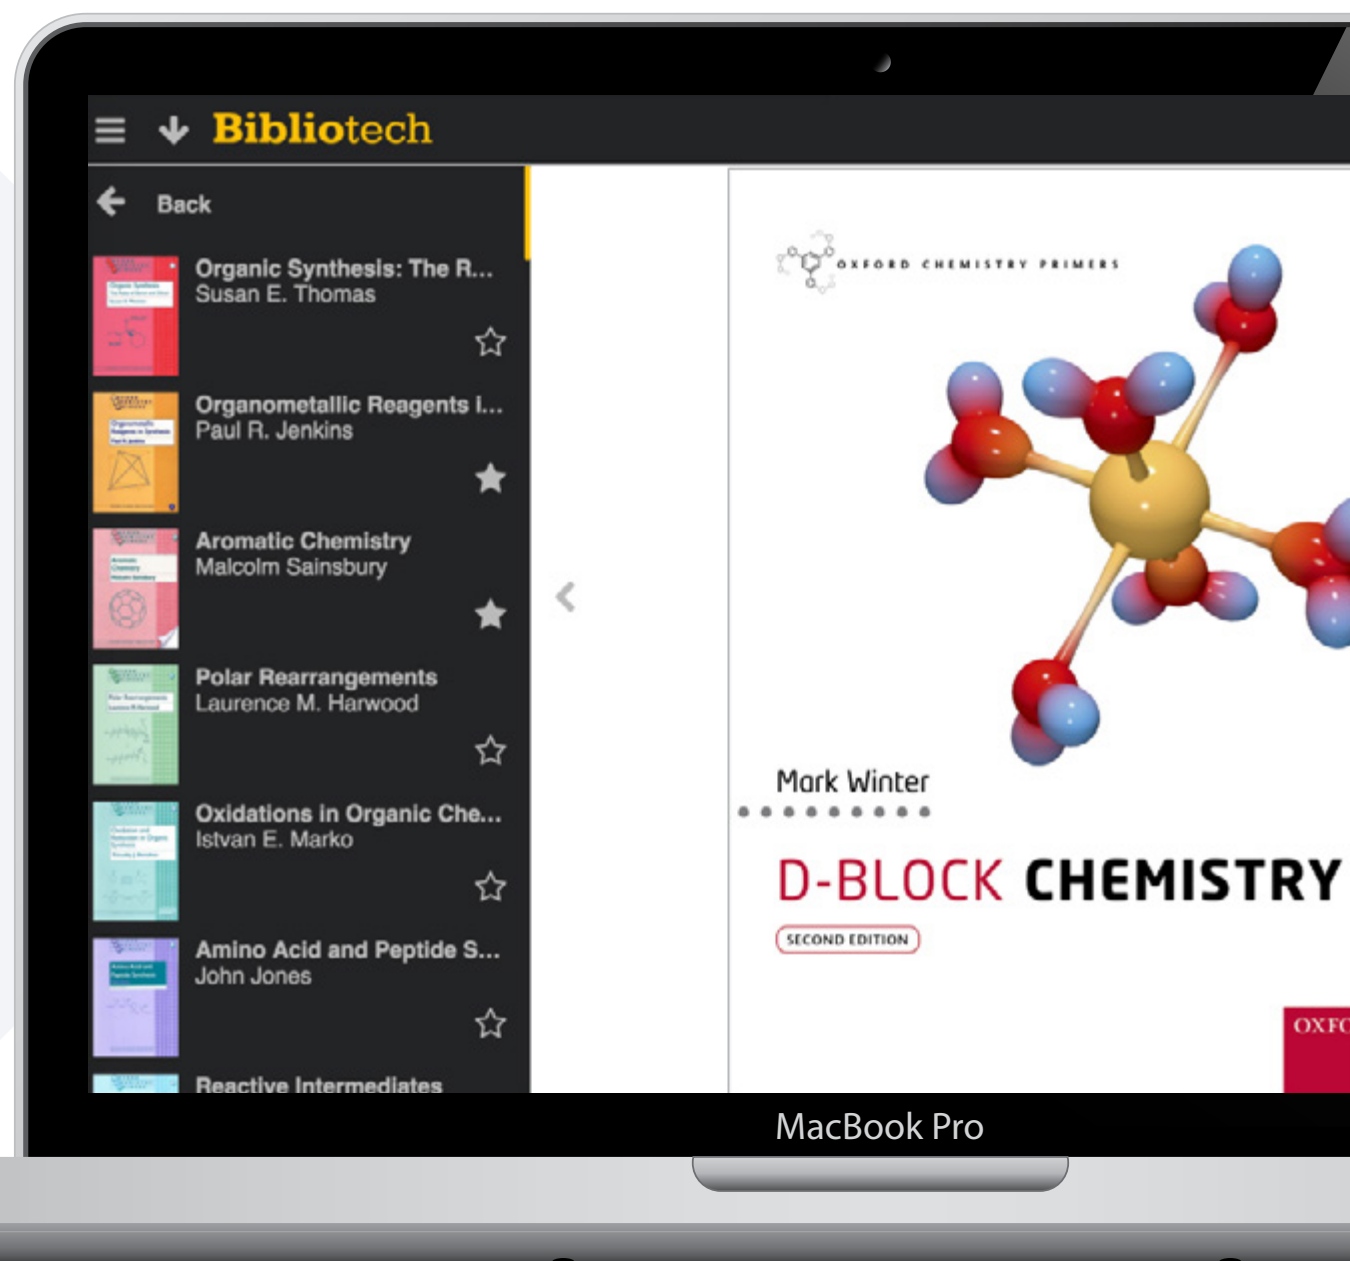 Bibliotech
Back
Organic Synthesis: The R...
Susan E. Thomas
Organometallic Reagents i...
Paul R. Jenkins
Aromatic Chemistry
Malcolm Sainsbury
Polar Rearrangements
Laurence M. Harwood
Oxidations in Organic Che...
Istvan E. Marko
Amino Acid and Peptide S...
John Jones
Reactive Intermediates
OXFORD CHEMISTRY PRIMERS
Mark Winter
D-BLOCK CHEMISTRY
SECOND EDITION
OXFO
MacBook Pro